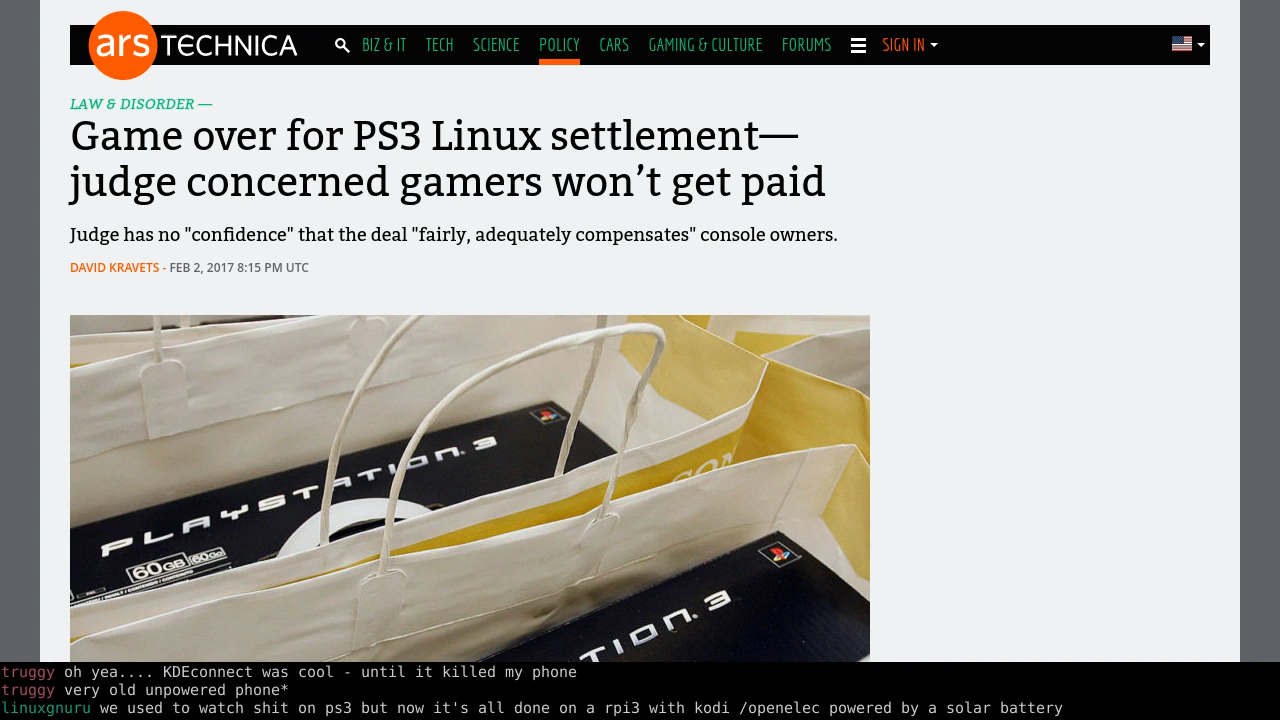 ars TECHNICA BIZ & IT TECH SCIENCE POLICY CARS GAMING & CULTURE FORUMS SIGN IN
LAW & DISORDER —
Game over for PS3 Linux settlement—
judge concerned gamers won’t get paid
Judge has no "confidence" that the deal "fairly, adequately compensates" console owners.
DAVID KRAVETS - FEB 2, 2017 8:15 PM UTC
PLAYSTATION 3
60GB 60Go
TION 3
truggy oh yea.... KDEconnect was cool - until it killed my phone
truggy very old unpowered phone*
linuxgnuru we used to watch shit on ps3 but now it's all done on a rpi3 with kodi /openelec powered by a solar battery